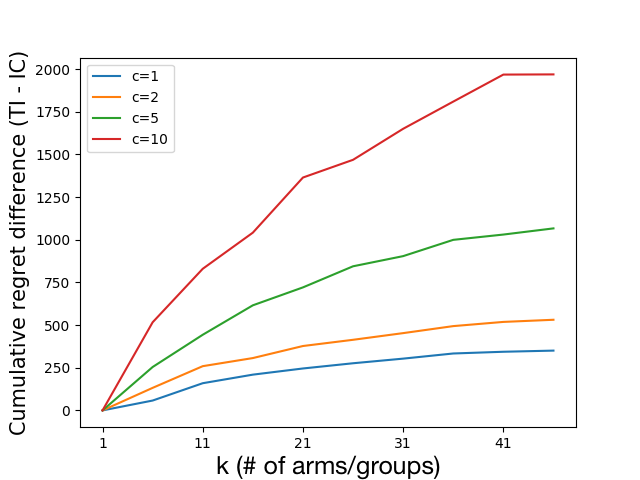 Cumulative regret difference (TI - IC)
2000
1750
1500
1250
1000
750
500
250
0
c=1
c=2
c=5
c=10
1 11 21 31 41
k (# of arms/groups)